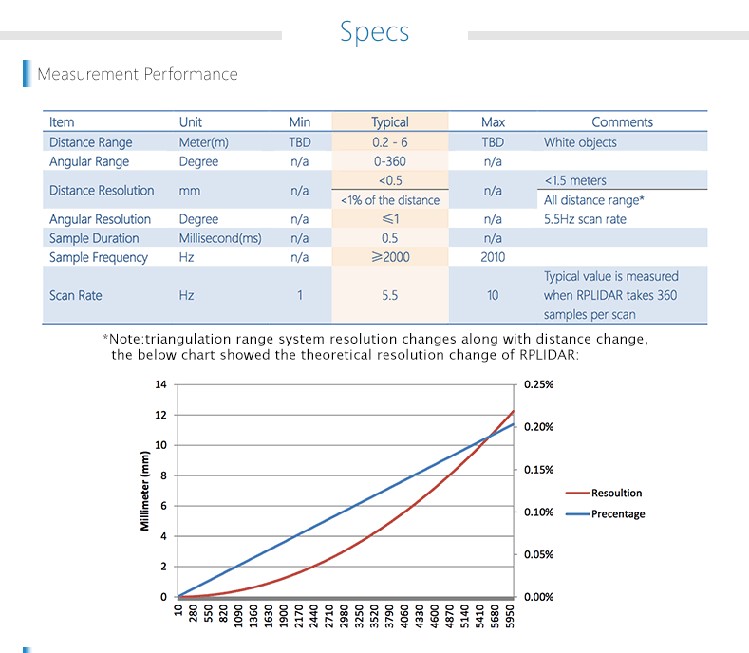 Specs
Measurement Performance
Item Unit Min Typical Max Comments
Distance Range Meter(m) TBD 0.2 - 6 TBD White objects
Angular Range Degree n/a 0-360 n/a
Distance Resolution mm n/a <0.5 n/a <1.5 meters
<1% of the distance All distance range*
Angular Resolution Degree n/a ≤1 n/a 5.5Hz scan rate
Sample Duration Millisecond(ms) n/a 0.5 n/a
Sample Frequency Hz n/a ≥2000 2010
Scan Rate Hz 1 5.5 10 Typical value is measured
when RPLIDAR takes 360
samples per scan
*Note:triangulation range system resolution changes along with distance change,
the below chart showed the theoretical resolution change of RPLIDAR:
14 0.25%
12 0.20%
10 0.15%
8 0.10%
6 0.05%
4 0.00%
2
0
Millimeter (mm)
Resoultion
Precentage
10 280 550 820 1090 1360 1630 1900 2170 2440 2710 2980 3250 3520 3790 4060 4330 4600 4870 5140 5410 5680 5950